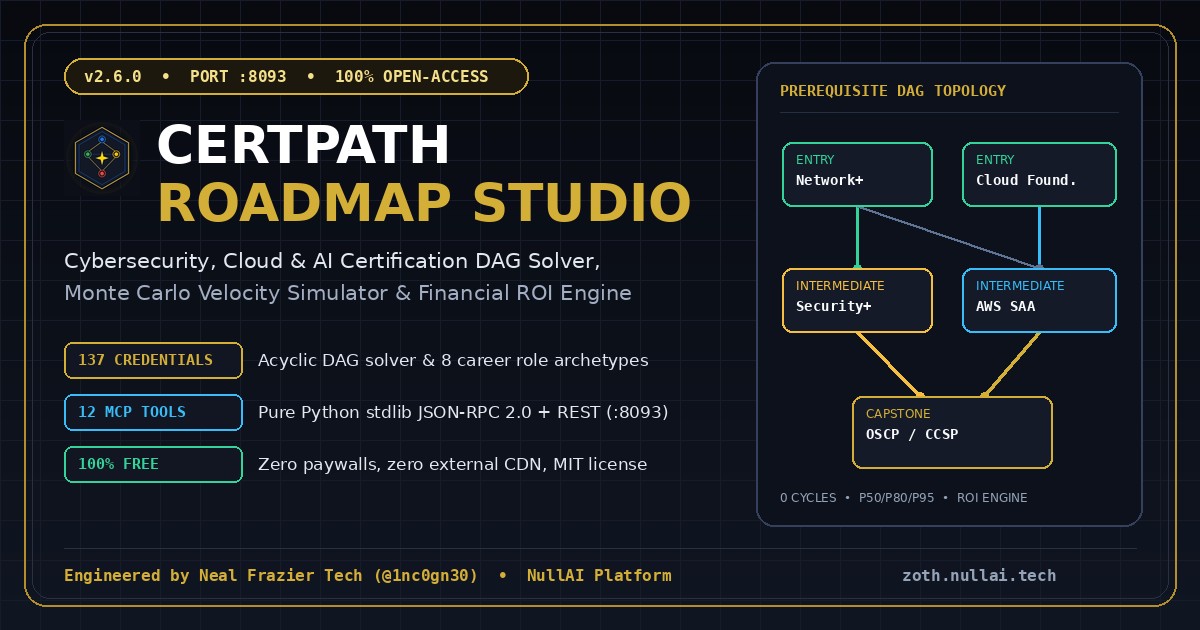 v2.6.0 • PORT :8093 • 100% OPEN-ACCESS
CERTPATH
ROADMAP STUDIO
Cybersecurity, Cloud & AI Certification DAG Solver,
Monte Carlo Velocity Simulator & Financial ROI Engine
137 CREDENTIALS
Acyclic DAG solver & 8 career role archetypes
12 MCP TOOLS
Pure Python stdlib JSON-RPC 2.0 + REST (:8093)
100% FREE
Zero paywalls, zero external CDN, MIT license
PREREQUISITE DAG TOPOLOGY
ENTRY
Network+
ENTRY
Cloud Found.
INTERMEDIATE
Security+
INTERMEDIATE
AWS SAA
CAPSTONE
OSCP / CCSP
0 CYCLES • P50/P80/P95 • ROI ENGINE
Engineered by Neal Frazier Tech (@1nc0gn30) • NullAI Platform
zoth.nullai.tech